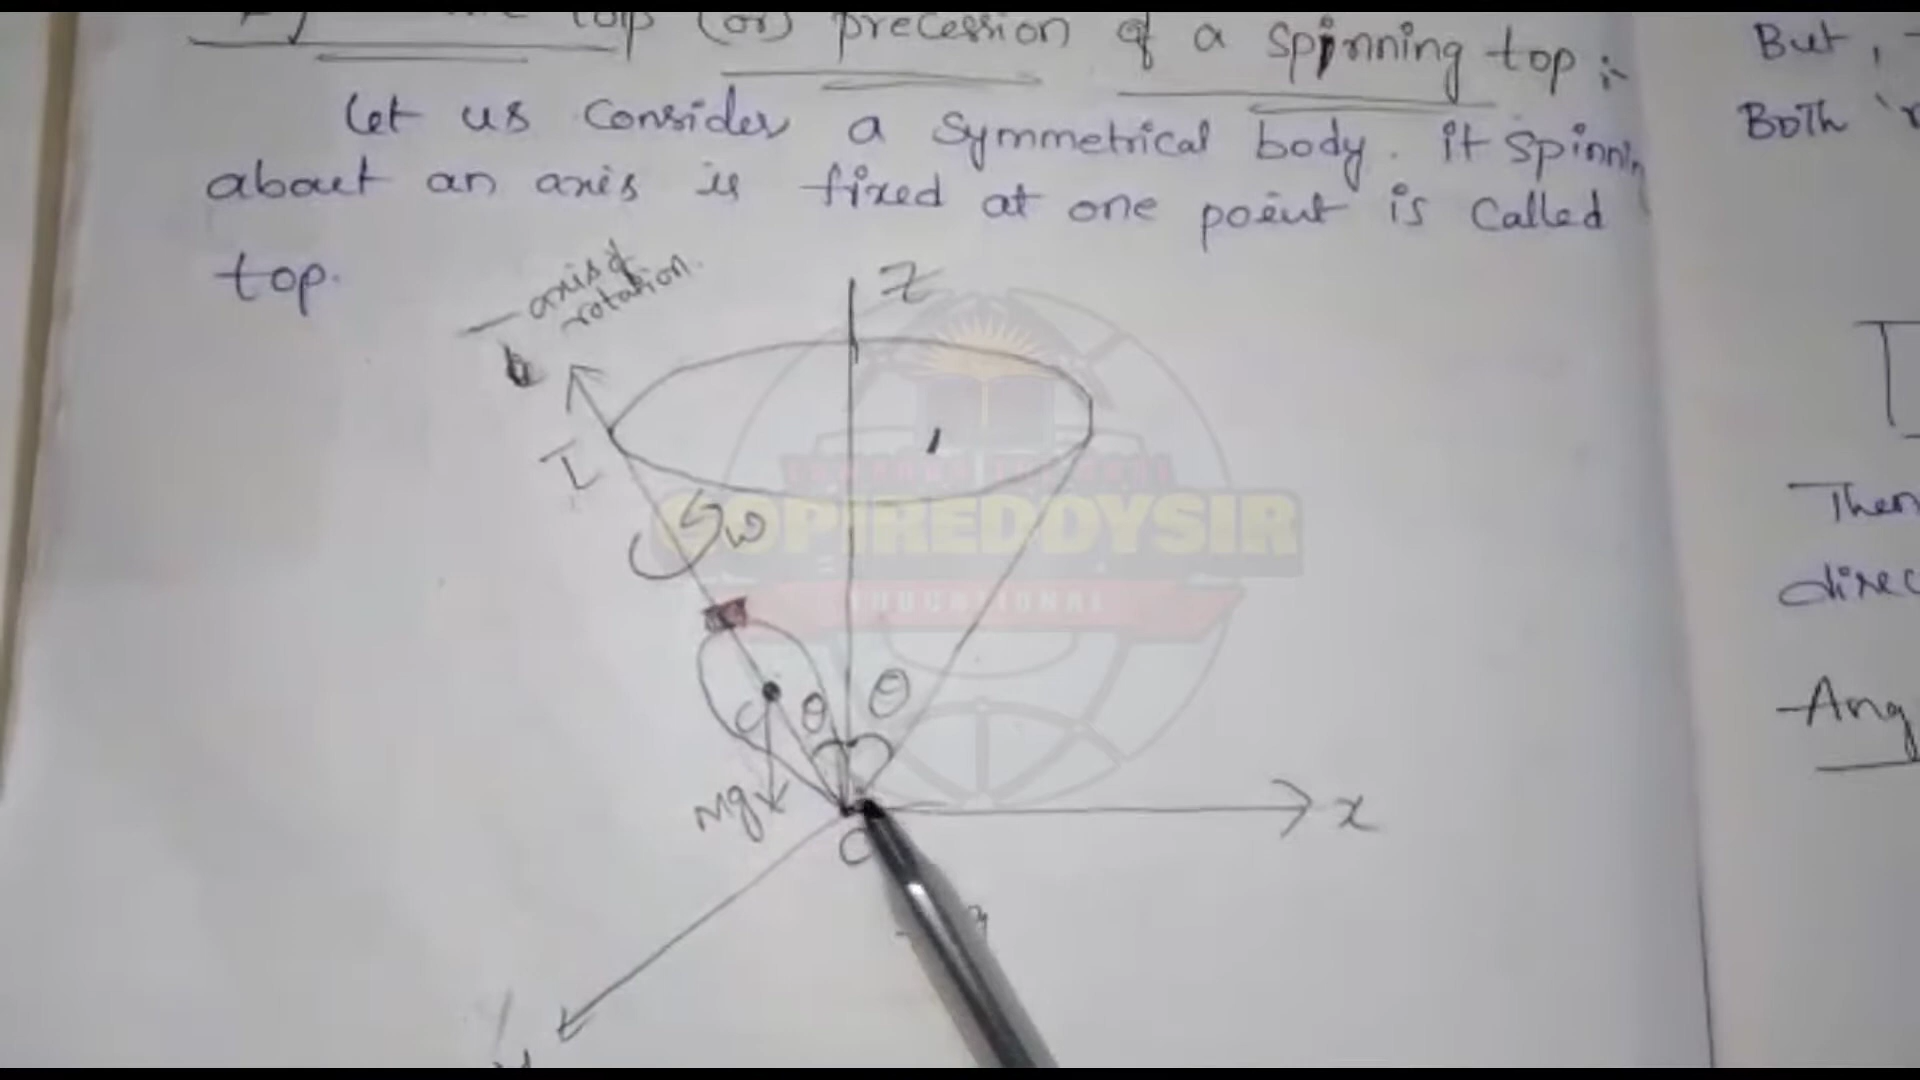 top (or) precession of a spinning top :-
Let us consider a symmetrical body. it spinnin
about an axis is fixed at one point is called
top.
axis of
rotation.
Z
L
I
ω
C
θ
θ
Mg
x
O
But,
Both
Then
direc
Ang
GOPIREDDYSIR
EDUCATIONAL